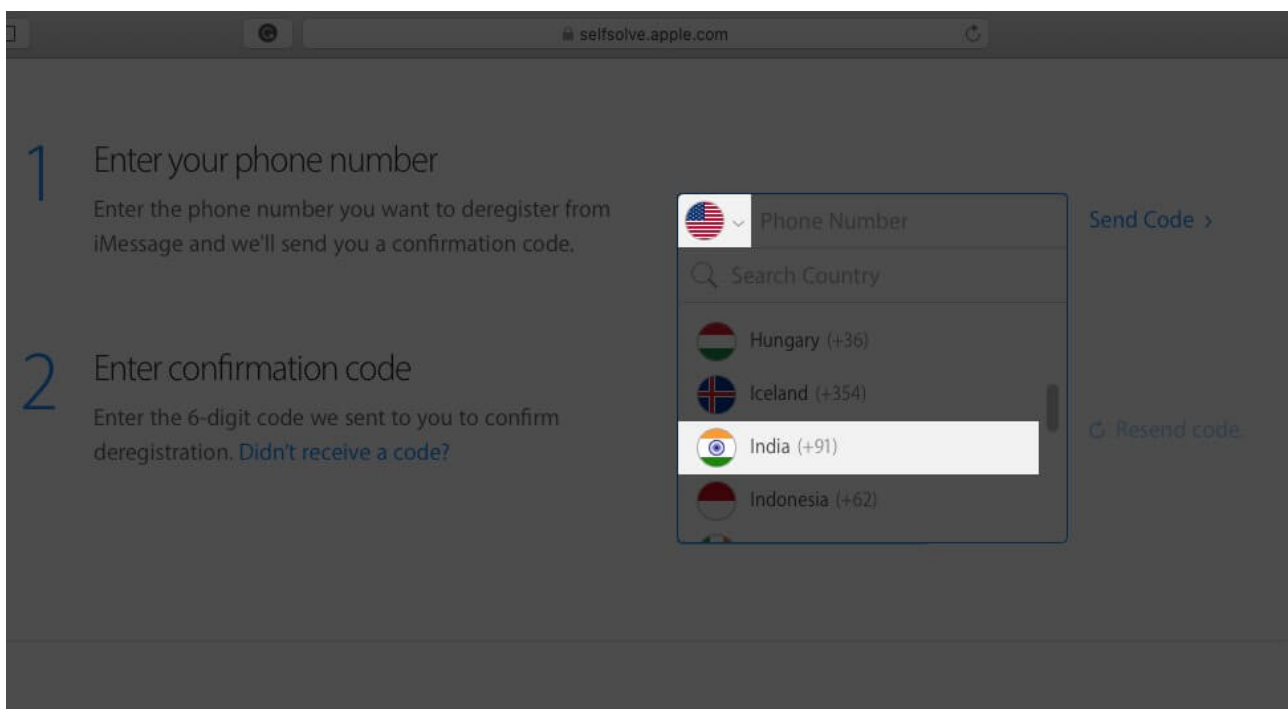 selfsolve.apple.com
1
Enter your phone number
Enter the phone number you want to deregister from
iMessage and we'll send you a confirmation code.
Phone Number
Send Code >
Search Country
Hungary (+36)
Iceland (+354)
India (+91)
Indonesia (+62)
2
Enter confirmation code
Enter the 6-digit code we sent to you to confirm
deregistration. Didn't receive a code?
Resend code.